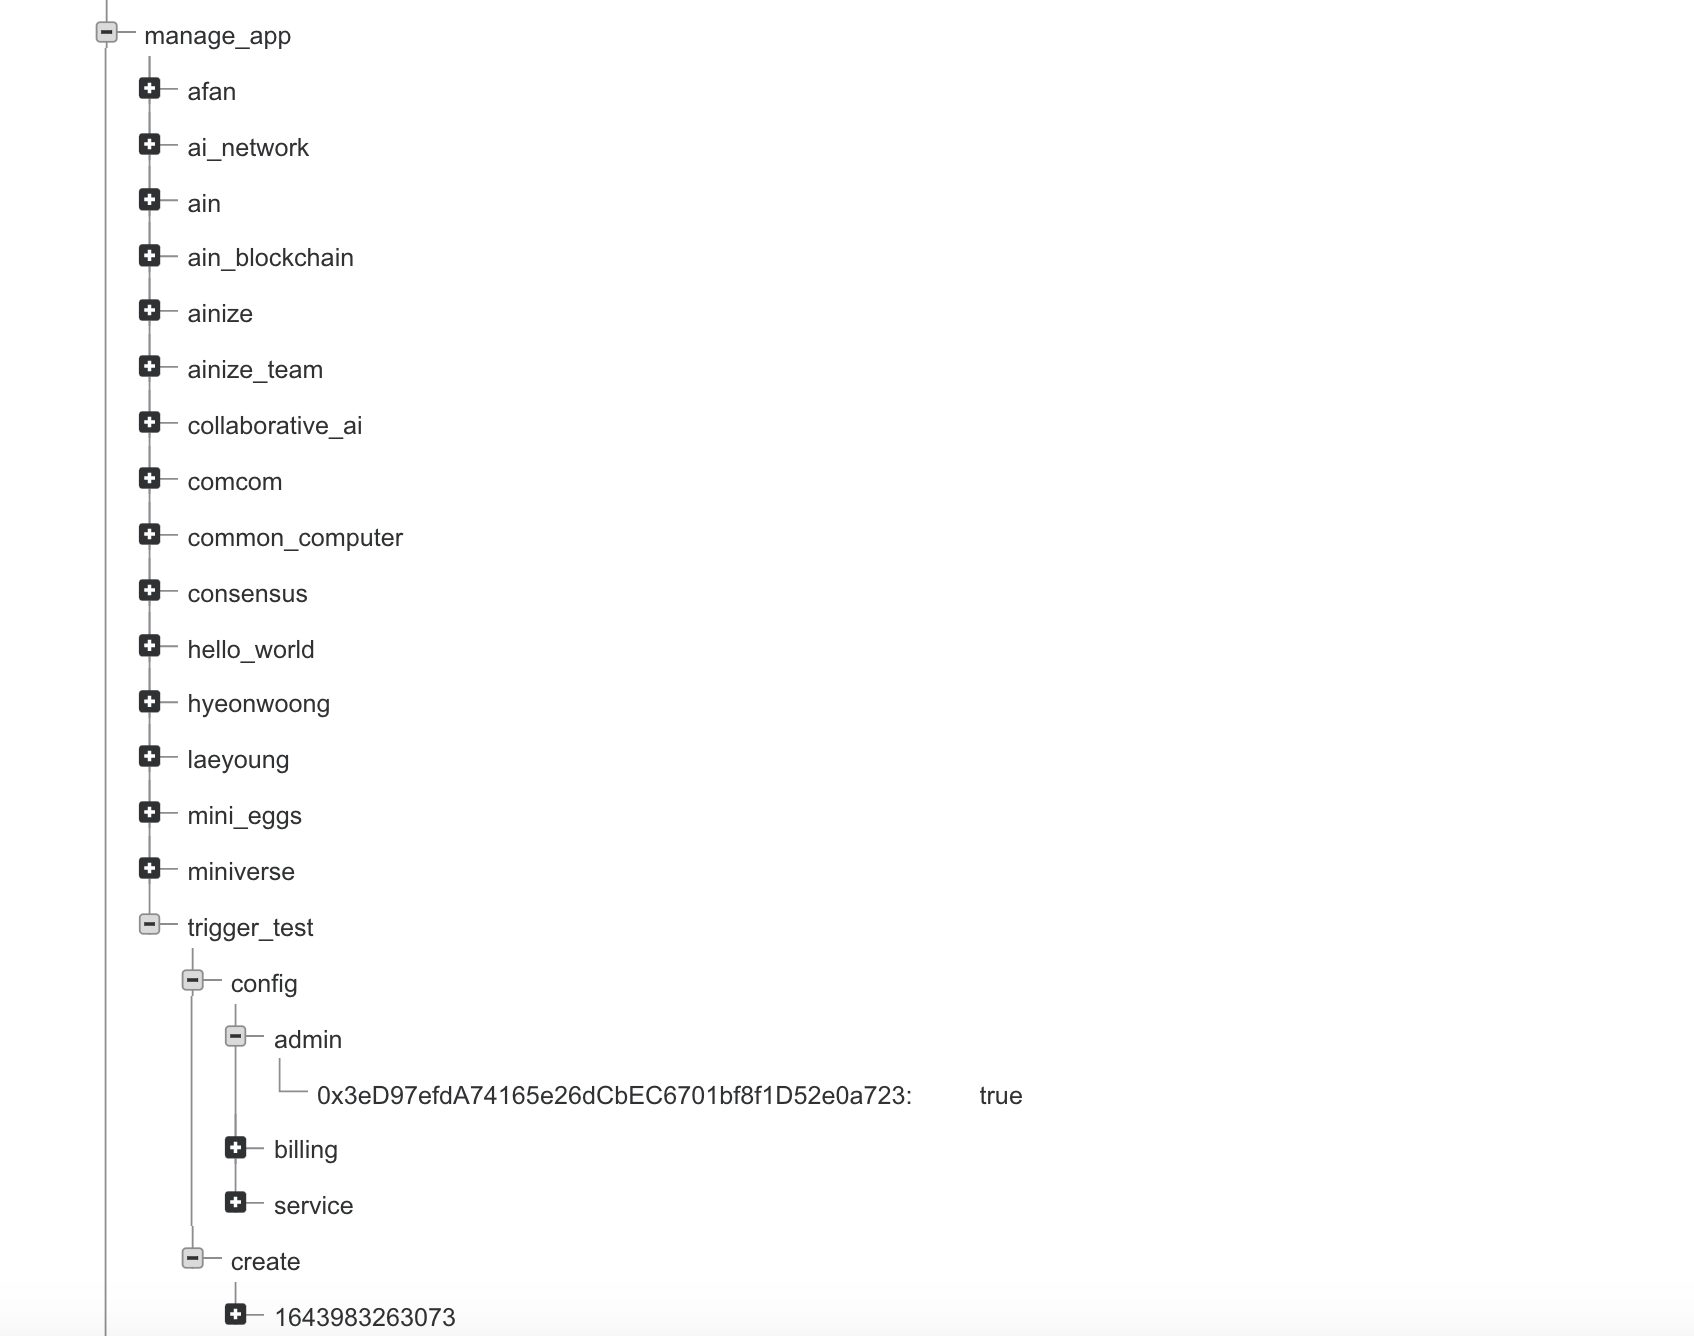 manage_app
afan
ai_network
ain
ain_blockchain
ainize
ainize_team
collaborative_ai
comcom
common_computer
consensus
hello_world
hyeonwoong
laeyoung
mini_eggs
miniverse
trigger_test
config
admin
0x3eD97efdA74165e26dCbEC6701bf8f1D52e0a723: true
billing
service
create
1643983263073